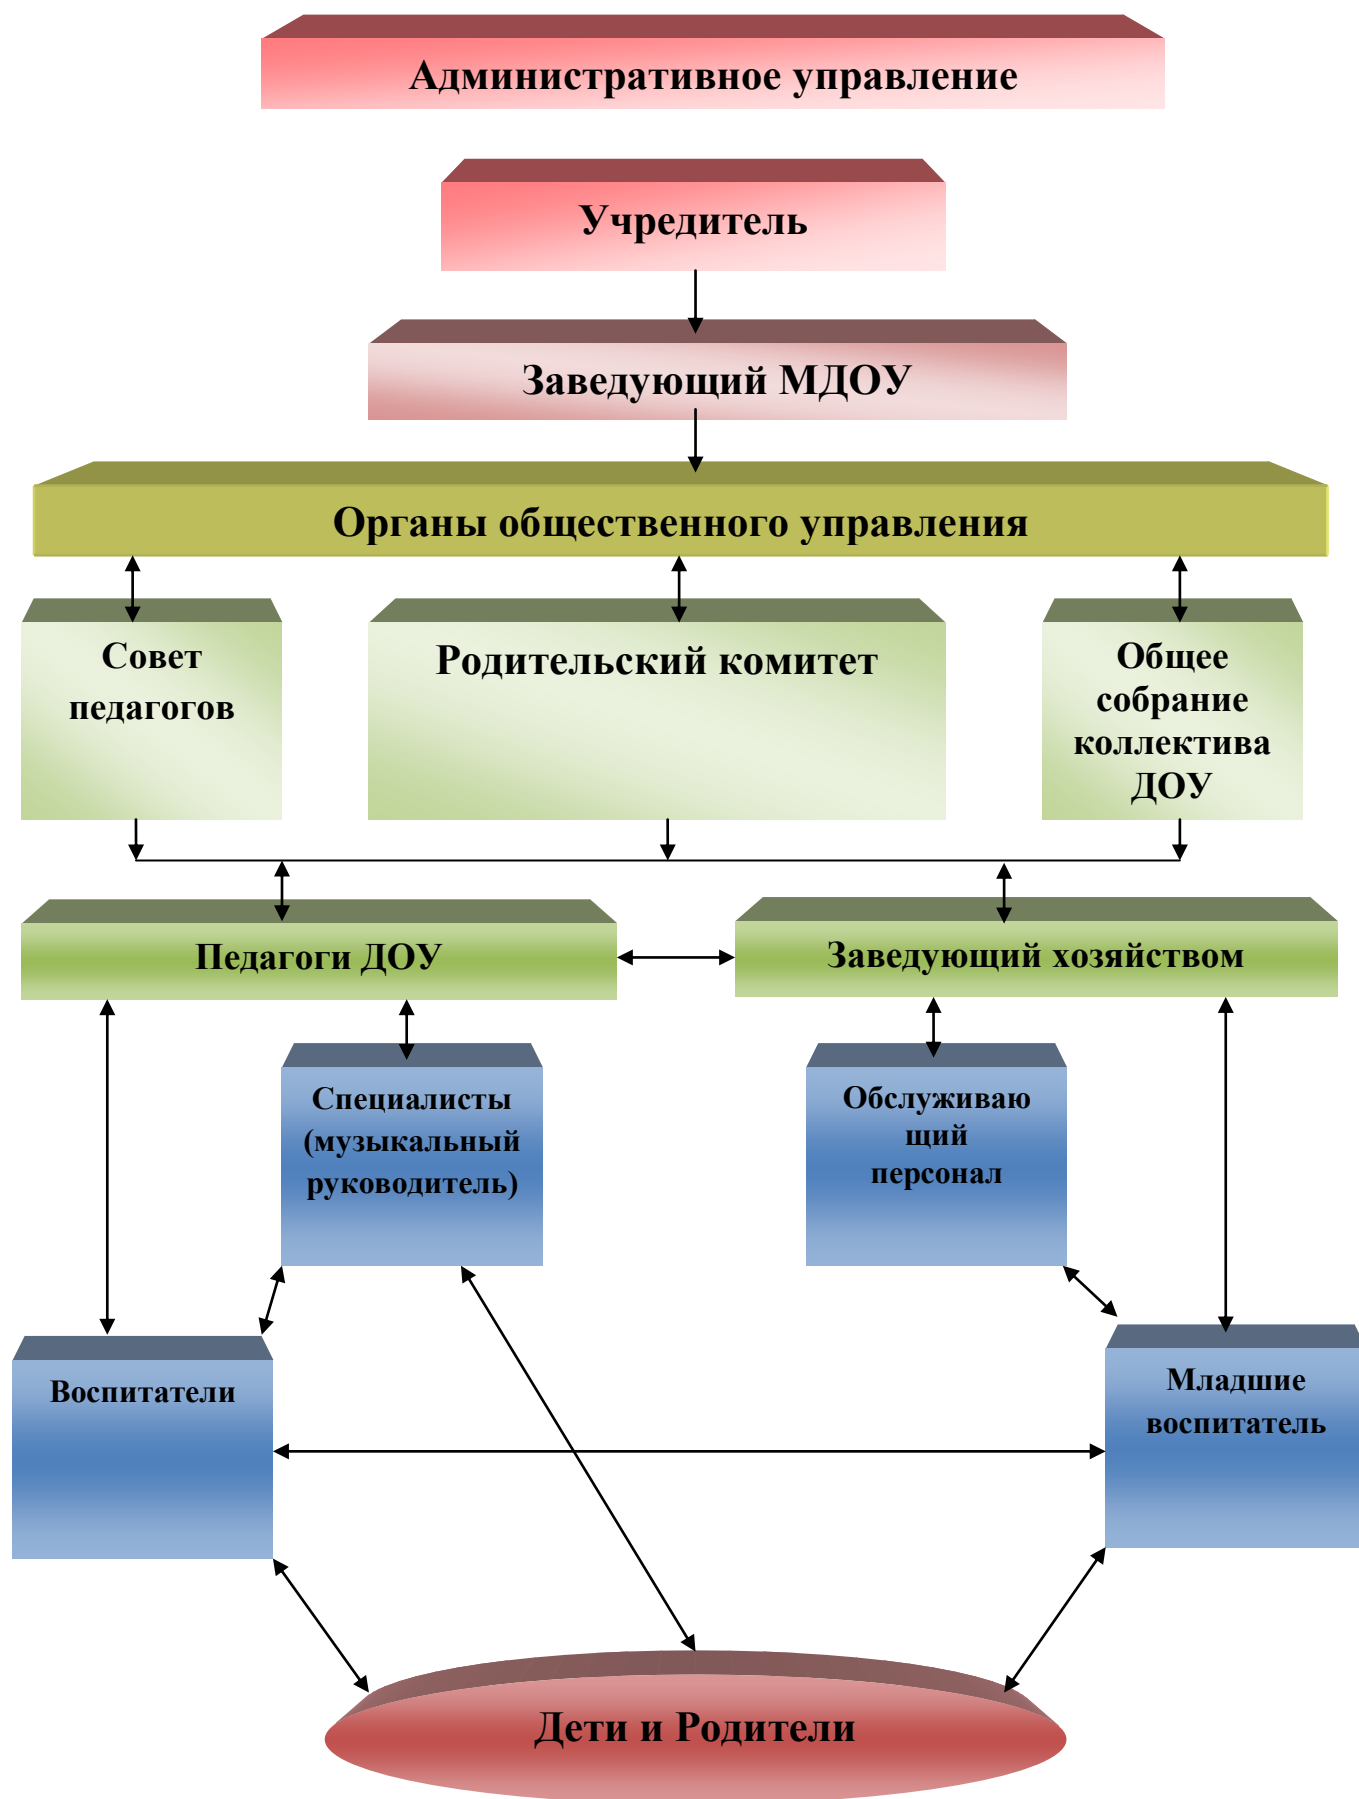 Административное управление
Учредитель
Заведующий МДОУ
Органы общественного управления
Совет
педагогов
Родительский комитет
Общее
собрание
коллектива
ДОУ
Педагоги ДОУ
Заведующий хозяйством
Специалисты
(музыкальный
руководитель)
Обслуживаю
щий
персонал
Воспитатели
Младшие
воспитатель
Дети и Родители